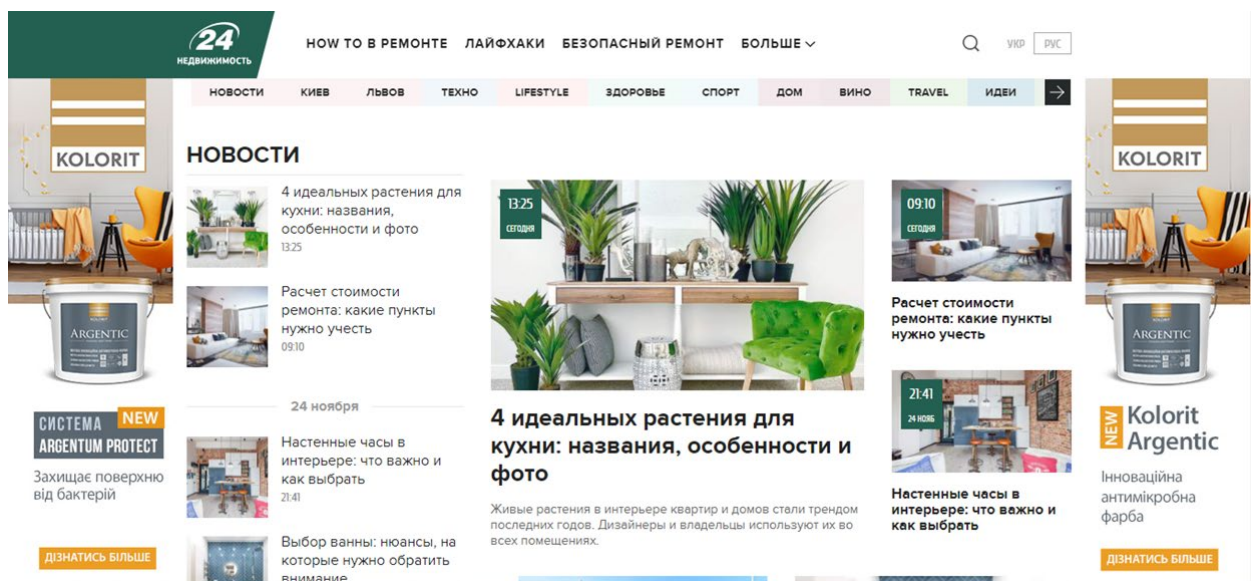 24
НЕДВИЖИМОСТЬ
HOW TO В РЕМОНТЕ ЛАЙФХАКИ БЕЗОПАСНЫЙ РЕМОНТ БОЛЬШЕ
УКР РУС
НОВОСТИ КИЕВ ЛЬВОВ ТЕХНО LIFESTYLE ЗДОРОВЬЕ СПОРТ ДОМ ВИНО TRAVEL ИДЕИ
KOLORIT
ARGENTIC
СИСТЕМА NEW
ARGENTUM PROTECT
Захищає поверхню
від бактерій
ДІЗНАТИСЬ БІЛЬШЕ
НОВОСТИ
4 идеальных растения для
кухни: названия,
особенности и фото
13:25
Расчет стоимости
ремонта: какие пункты
нужно учесть
09:10
24 ноября
Настенные часы в
интерьере: что важно и
как выбрать
21:41
Выбор ванны: нюансы, на
которые нужно обратить
внимание
13:25
СЕГОДНЯ
4 идеальных растения для
кухни: названия, особенности и
фото
Живые растения в интерьере квартир и домов стали трендом
последних годов. Дизайнеры и владельцы используют их во
всех помещениях.
09:10
СЕГОДНЯ
Расчет стоимости
ремонта: какие пункты
нужно учесть
21:41
24 НОЯБ
Настенные часы в
интерьере: что важно и
как выбрать
KOLORIT
ARGENTIC
NEW
Kolorit
Argentic
Інноваційна
антимікробна
фарба
ДІЗНАТИСЬ БІЛЬШЕ